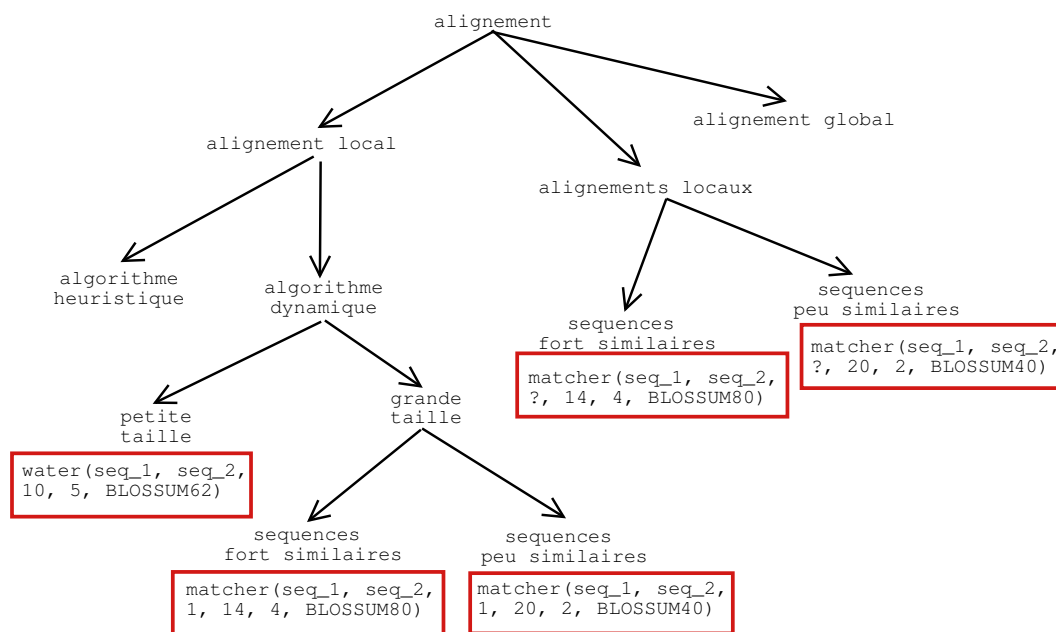 alignement
alignement local
alignement global
alignements locaux
algorithme
heuristique
algorithme
dynamique
sequences
fort similaires
matcher(seq_1, seq_2,
?, 14, 4, BLOSSUM80)
sequences
peu similaires
matcher(seq_1, seq_2,
?, 20, 2, BLOSSUM40)
petite
taille
water(seq_1, seq_2,
10, 5, BLOSSUM62)
grande
taille
sequences
fort similaires
matcher(seq_1, seq_2,
1, 14, 4, BLOSSUM80)
sequences
peu similaires
matcher(seq_1, seq_2,
1, 20, 2, BLOSSUM40)